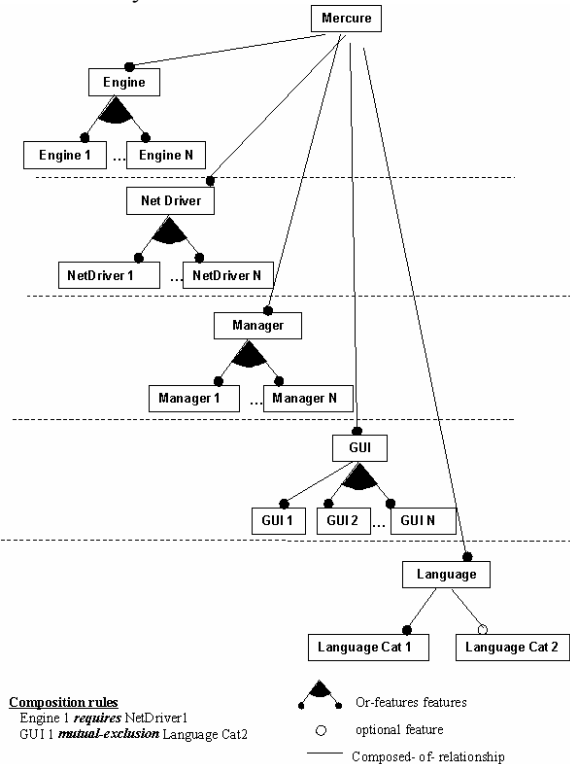 Mercure
Engine
Engine 1 ... Engine N
Net Driver
NetDriver 1 ... NetDriver N
Manager
Manager 1 ... Manager N
GUI
GUI 1 GUI 2 ... GUI N
Language
Language Cat 1 Language Cat 2
Composition rules
Engine 1 requires NetDriver1
GUI 1 mutual-exclusion Language Cat2
Or-features features
optional feature
Composed- of- relationship